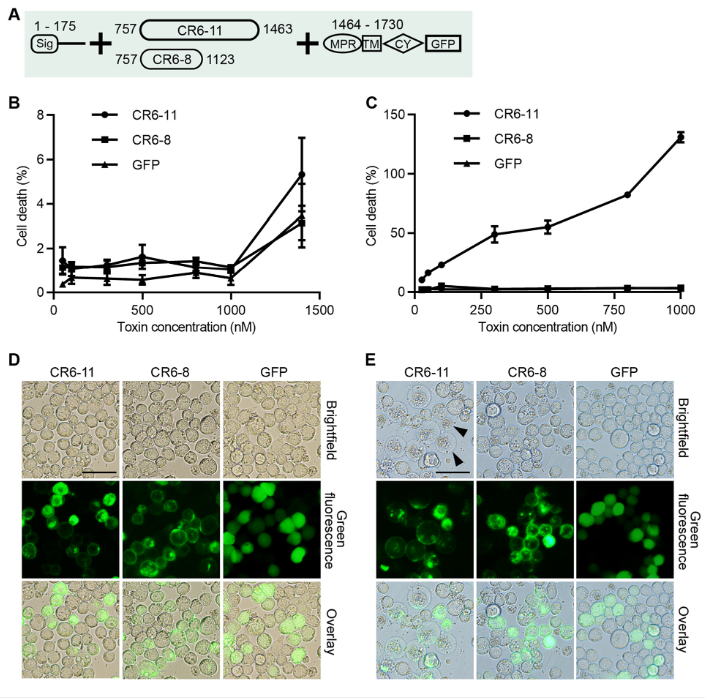 A
1 - 175
Sig
757 CR6-11 1463
757 CR6-8 1123
1464 - 1730
MPR TM CY GFP
B
CR6-11
CR6-8
GFP
Cell death (%)
8
6
4
2
0
0 500 1000 1500
Toxin concentration (nM)
C
CR6-11
CR6-8
GFP
Cell death (%)
150
100
50
0
0 250 500 750 1000
Toxin concentration (nM)
D
CR6-11 CR6-8 GFP
Brightfield
Green
fluorescence
Overlay
E
CR6-11 CR6-8 GFP
Brightfield
Green
fluorescence
Overlay